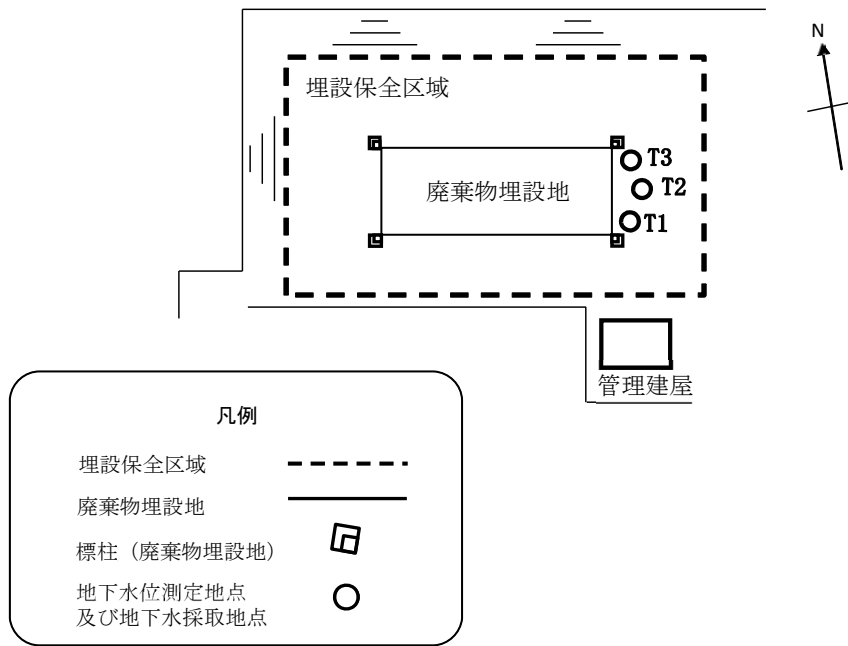 N
埋設保全区域
T3
廃棄物埋設地
T2
T1
管理建屋
凡例
埋設保全区域
廃棄物埋設地
標柱（廃棄物埋設地）
地下水位測定地点
及び地下水採取地点